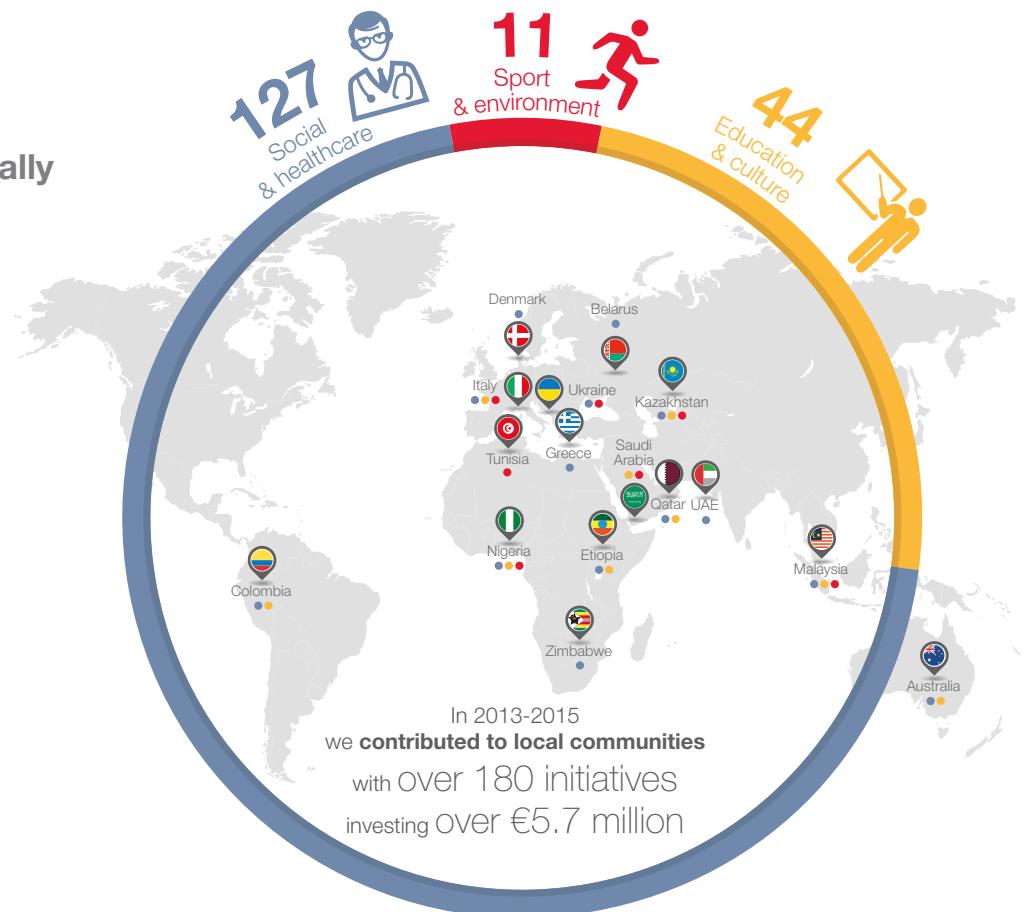 ally
127
Social
& healthcare
11
Sport
& environment
44
Education
& culture
Denmark
Belarus
Italy
Ukraine
Kazakhstan
Tunisia
Greece
Saudi
Arabia
Qatar
UAE
Nigeria
Etiopia
Malaysia
Colombia
Zimbabwe
Australia
In 2013-2015
we contributed to local communities
with over 180 initiatives
investing over €5.7 million